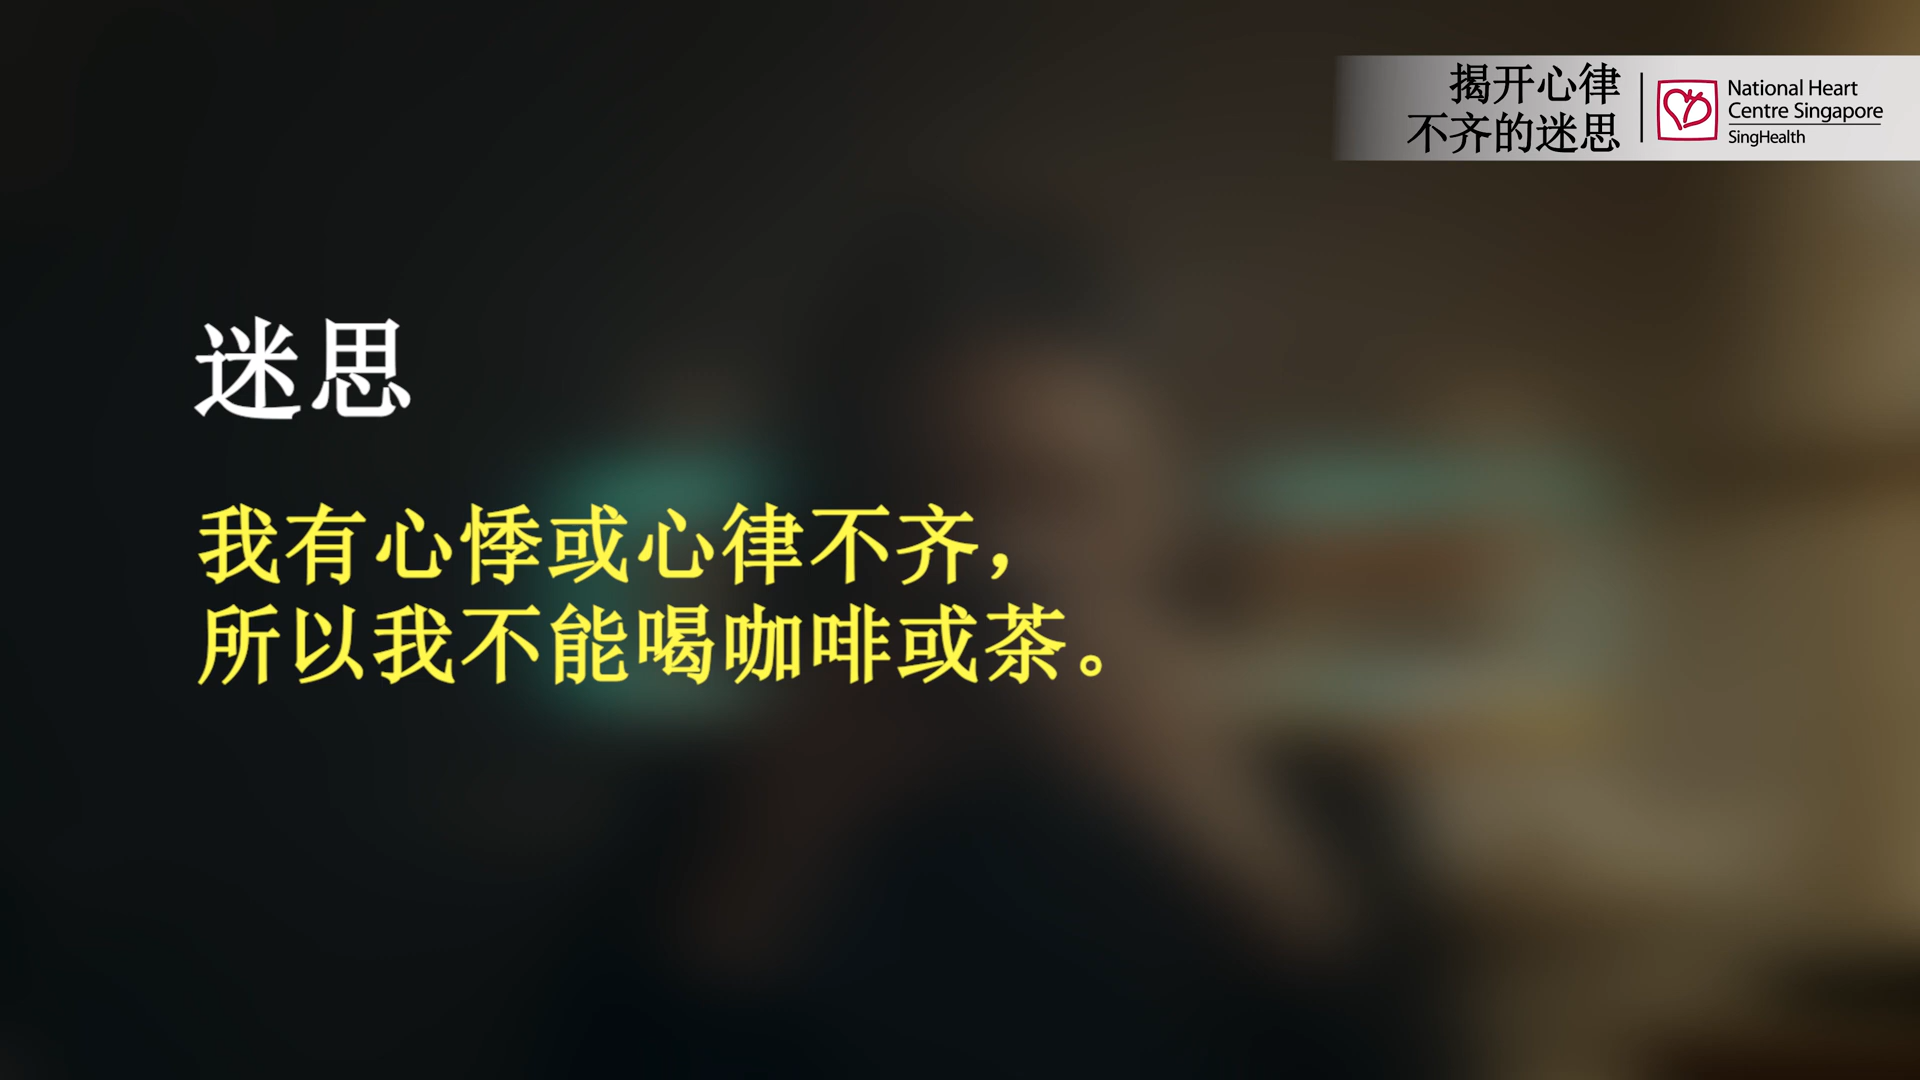 揭开心律
不齐的迷思
National Heart
Centre Singapore
SingHealth
迷思
我有心悸或心律不齐，
所以我不能喝咖啡或茶。